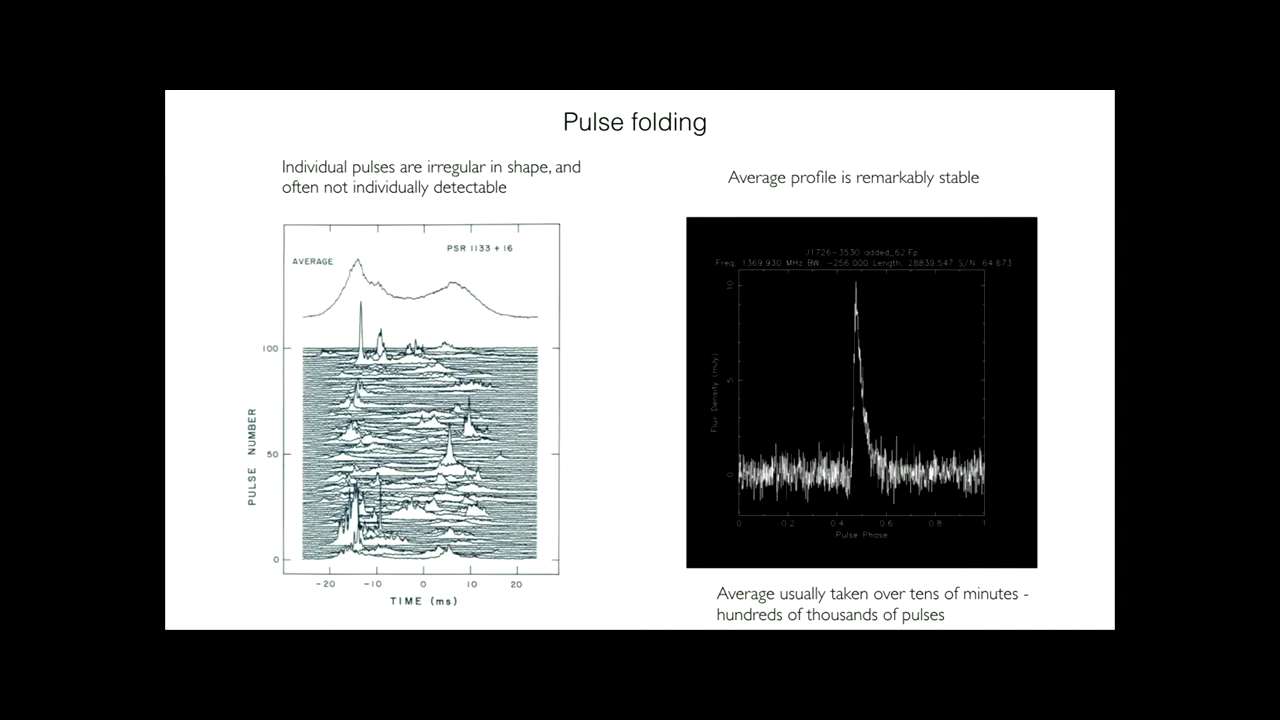 Pulse folding
Individual pulses are irregular in shape, and
often not individually detectable
Average profile is remarkably stable
PSR 1133 + 16
AVERAGE
100
50
0
PULSE NUMBER
-20 -10 0 10 20
TIME (ms)
J1726-3530 added_62.Fp
Freq: 1369.930 MHz BW: -256.000 Length: 28839.547 S/N: 64.673
10
5
0
Flux Density (mJy)
0 0.2 0.4 0.6 0.8 1
Pulse Phase
Average usually taken over tens of minutes -
hundreds of thousands of pulses